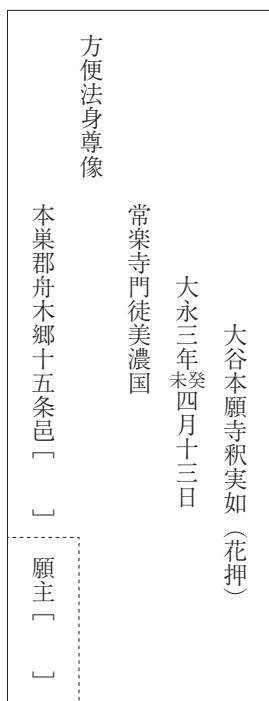 大谷本願寺釈実如(花押)
大永三年癸未四月十三日
常楽寺門徒美濃国
方便法身尊像
本巣郡舟木郷十五条邑[ ]
願主[ ]